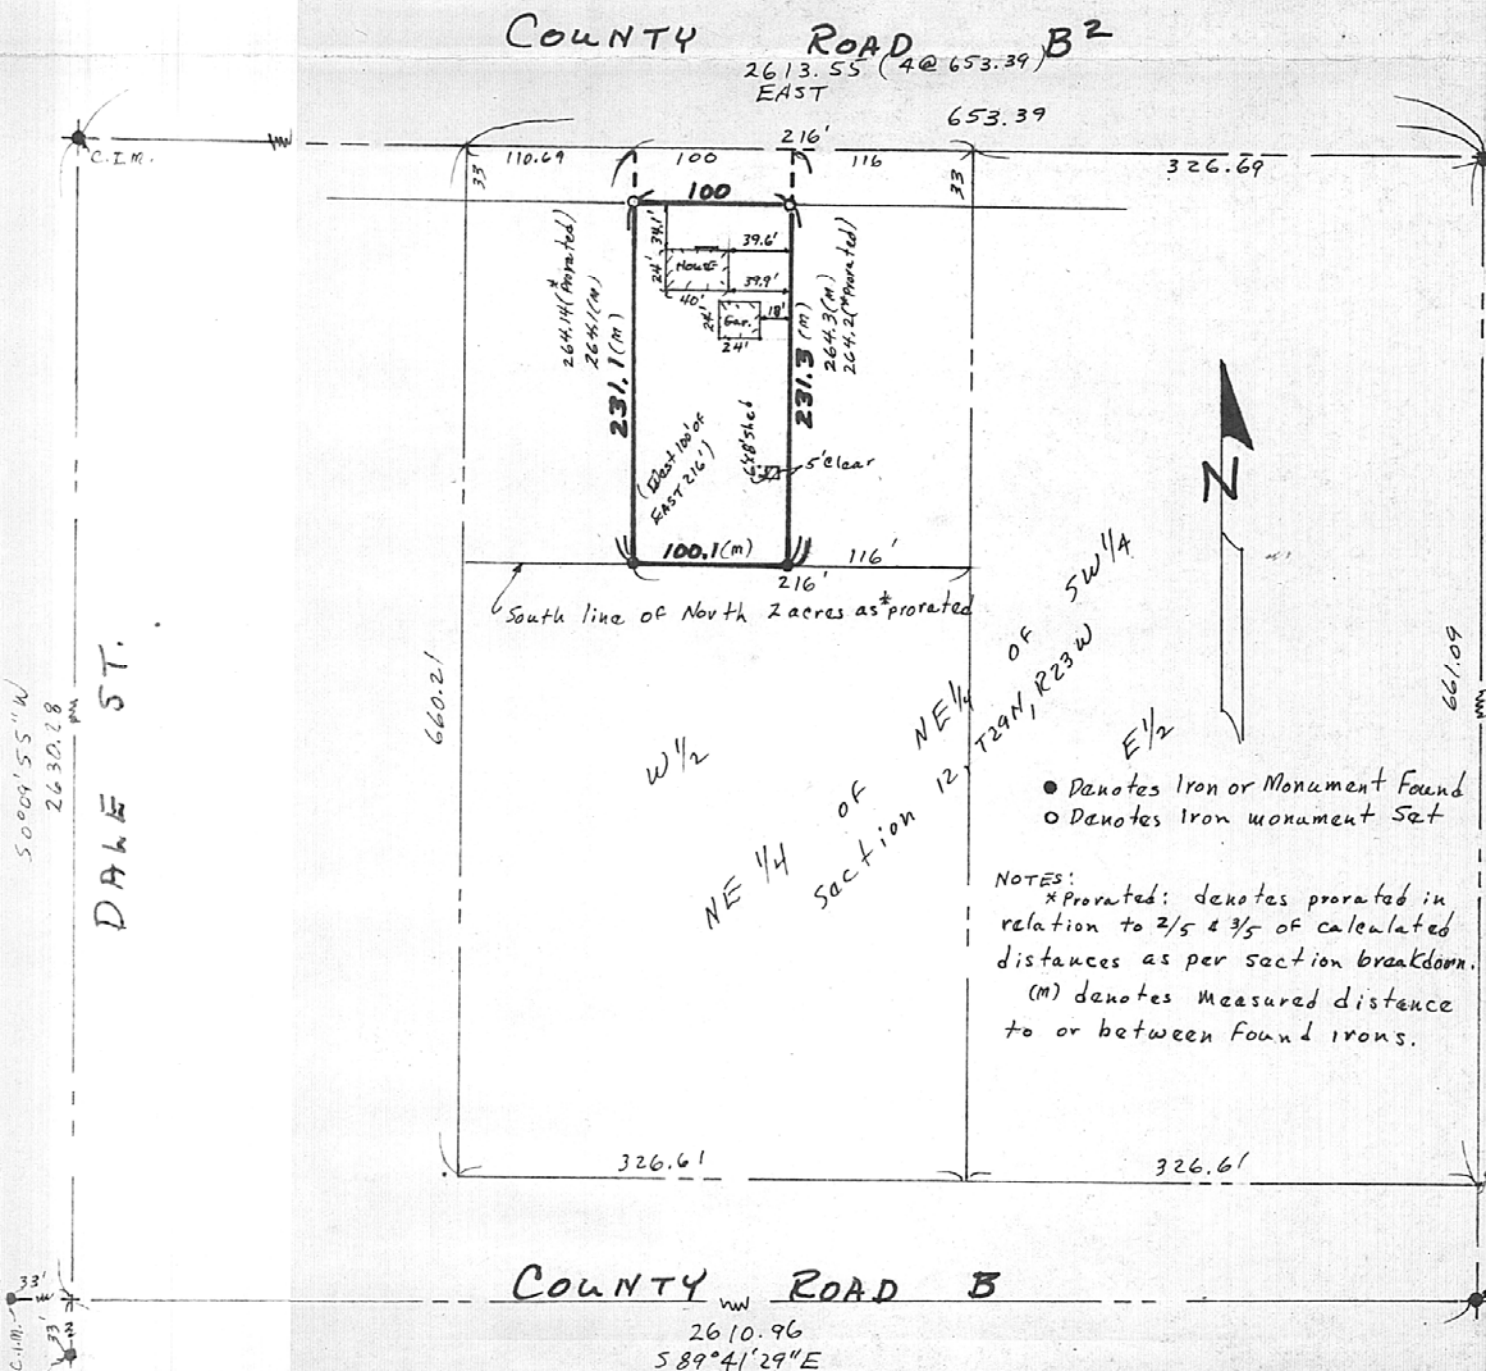 COUNTY ROAD B2
2613.55 (4@ 653.39)
EAST
653.39
C.I.M.
110.69
216'
100
116
326.69
33
33
100
264.14 (*Prorated)
264.1 (M)
231.1 (M)
34.1'
39.6'
House
24'
39.9'
40'
24'
Gar.
18'
24'
231.3 (M)
264.3 (M)
264.2 (*Prorated)
(West 100' of
EAST 216')
6x8' shed
5' Clear
100.1 (M)
116'
216'
South line of North 2 acres as *prorated
N
S0°09'55"W
2630.28
DALE ST.
660.21
661.09
W 1/2
E 1/2
NE 1/4 OF NE 1/4 OF SW 1/4
Section 12, T29N, R23W
● Denotes Iron or Monument Found
○ Denotes Iron monument Set
NOTES:
*Prorated: denotes prorated in
relation to 2/5 & 3/5 of calculated
distances as per section breakdown.
(M) denotes Measured distance
to or between found irons.
326.61
326.61
33'
C.I.M.
33'
COUNTY ROAD B
2610.96
S89°41'29"E